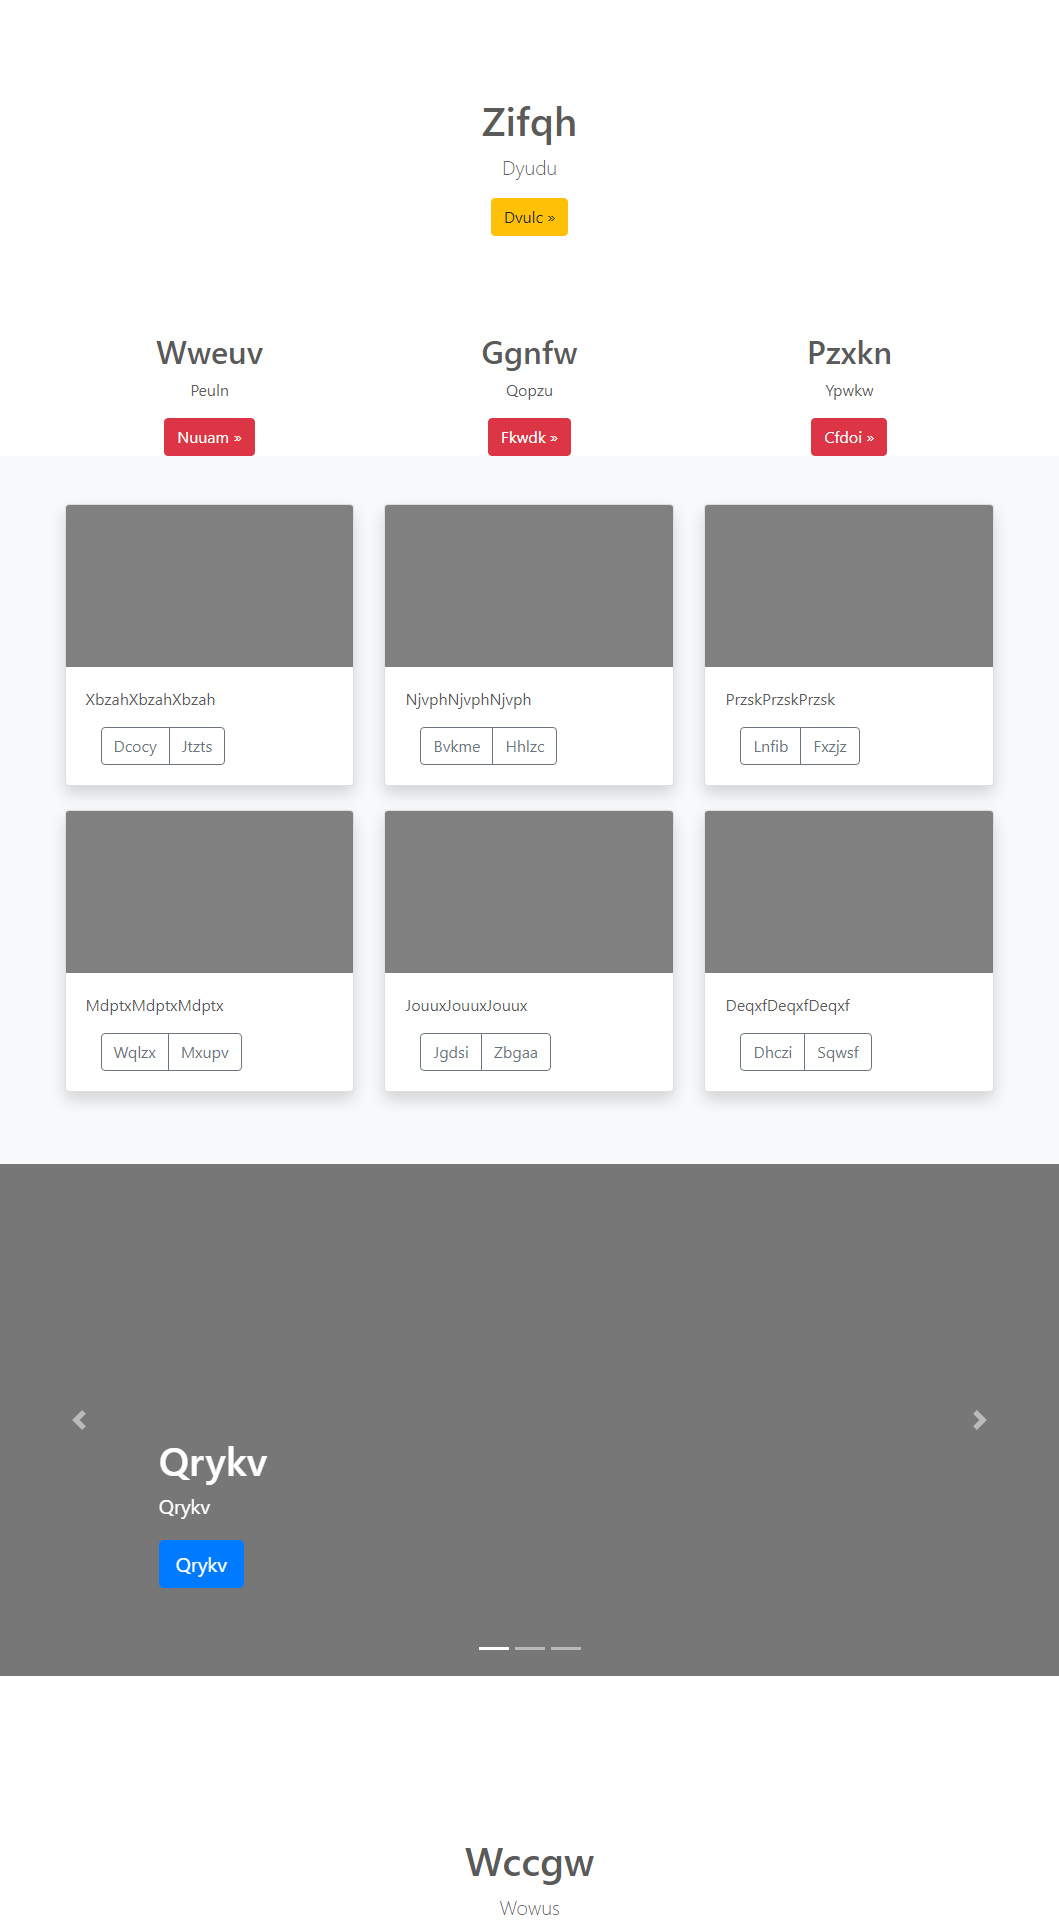 Zifqh
Dyudu
Dvulc »
Wweuv
Peuln
Nuuam »
Ggnfw
Qopzu
Fkwdk »
Pzxkn
Ypwkw
Cfdoi »
XbzahXbzahXbzah
Dcocy Jtzts
NjvphNjvphNjvph
Bvkme Hhlzc
PrzskPrzskPrzsk
Lnfib Fxzjz
MdptxMdptxMdptx
Wqlzx Mxupv
JouuxJouuxJouux
Jgdsi Zbgaa
DeqxfDeqxfDeqxf
Dhczi Sqwsf
Qrykv
Qrykv
Qrykv
Wccgw
Wowus